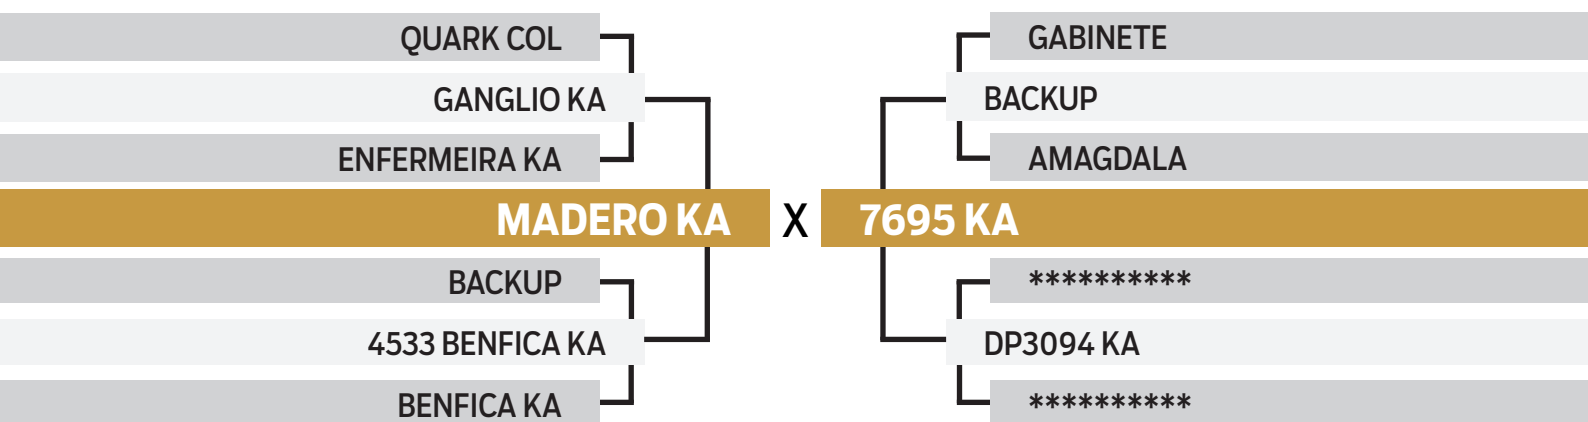 QUARK COL
GANGLIO KA
ENFERMEIRA KA
MADERO KA X 7695 KA
BACKUP
4533 BENFICA KA
BENFICA KA
GABINETE
BACKUP
AMAGDALA
**********
DP3094 KA
**********